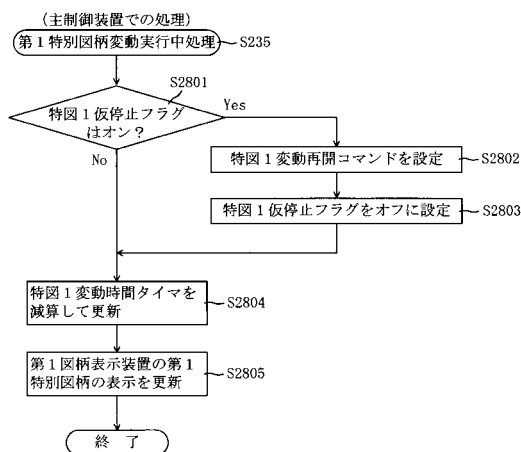 (主制御装置での処理)
第1特別図柄変動実行中処理
S235
S2801
特図1仮停止フラグ
はオン?
Yes
No
特図1変動再開コマンドを設定
S2802
特図1仮停止フラグをオフに設定
S2803
特図1変動時間タイマを
減算して更新
S2804
第1図柄表示装置の第1
特別図柄の表示を更新
S2805
終 了